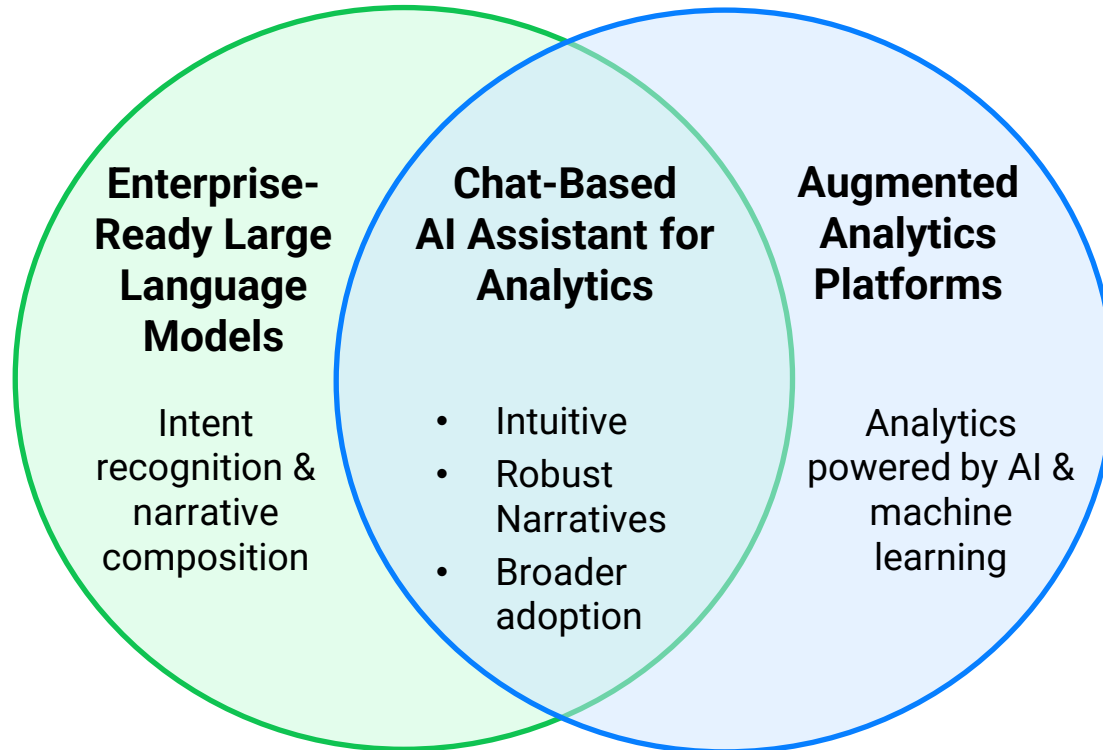 Enterprise-
Ready Large
Language
Models
Intent
recognition &
narrative
composition
Chat-Based
AI Assistant for
Analytics
• Intuitive
• Robust
Narratives
• Broader
adoption
Augmented
Analytics
Platforms
Analytics
powered by AI &
machine
learning